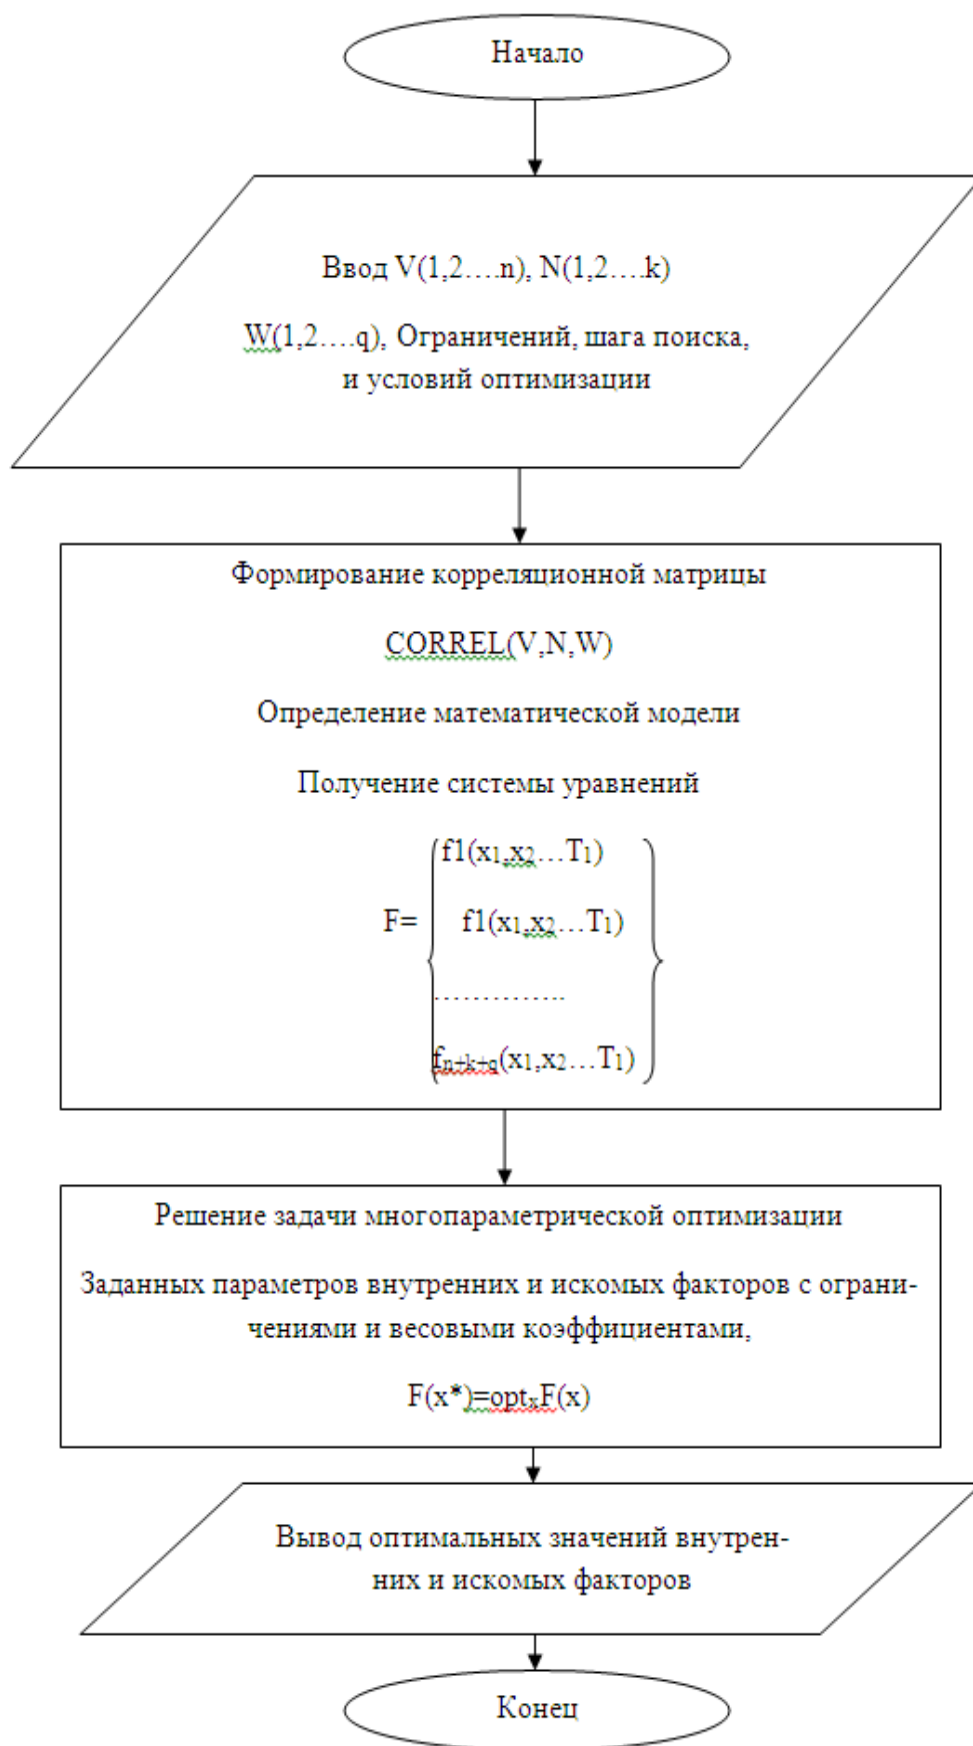 Начало
Ввод V(1,2….n), N(1,2….k)
W(1,2….q), Ограничений, шага поиска,
и условий оптимизации
Формирование корреляционной матрицы
CORREL(V,N,W)
Определение математической модели
Получение системы уравнений
f1(x₁,x₂…T₁)
F= f1(x₁,x₂…T₁)
…………..
fn+k+q(x₁,x₂…T₁)
Решение задачи многопараметрической оптимизации
Заданных параметров внутренних и искомых факторов с ограни-
чениями и весовыми коэффициентами,
F(x*)=optₓF(x)
Вывод оптимальных значений внутрен-
них и искомых факторов
Конец